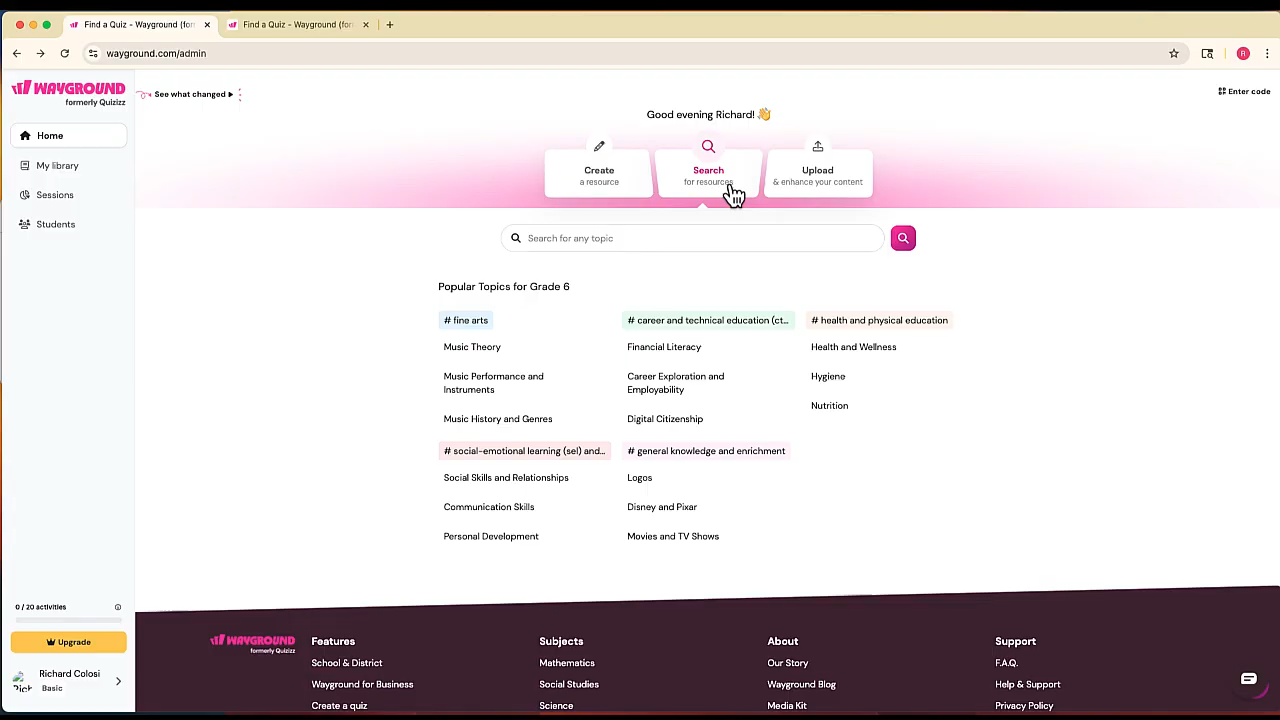 Find a Quiz - Wayground (for
Find a Quiz - Wayground (for
wayground.com/admin
R
WAYGROUND
formerly Quizizz
See what changed
Enter code
Good evening Richard! 👋
Home
My library
Sessions
Students
Create
a resource
Search
for resources
Upload
& enhance your content
Search for any topic
Popular Topics for Grade 6
# fine arts
# career and technical education (ct...
# health and physical education
Music Theory
Financial Literacy
Health and Wellness
Music Performance and
Instruments
Career Exploration and
Employability
Hygiene
Nutrition
Music History and Genres
Digital Citizenship
# social-emotional learning (sel) and...
# general knowledge and enrichment
Social Skills and Relationships
Logos
Communication Skills
Disney and Pixar
Personal Development
Movies and TV Shows
0 / 20 activities
Upgrade
Richard Colosi
Basic
WAYGROUND
formerly Quizizz
Features
Subjects
About
Support
School & District
Mathematics
Our Story
F.A.Q.
Wayground for Business
Social Studies
Wayground Blog
Help & Support
Create a quiz
Science
Media Kit
Privacy Policy